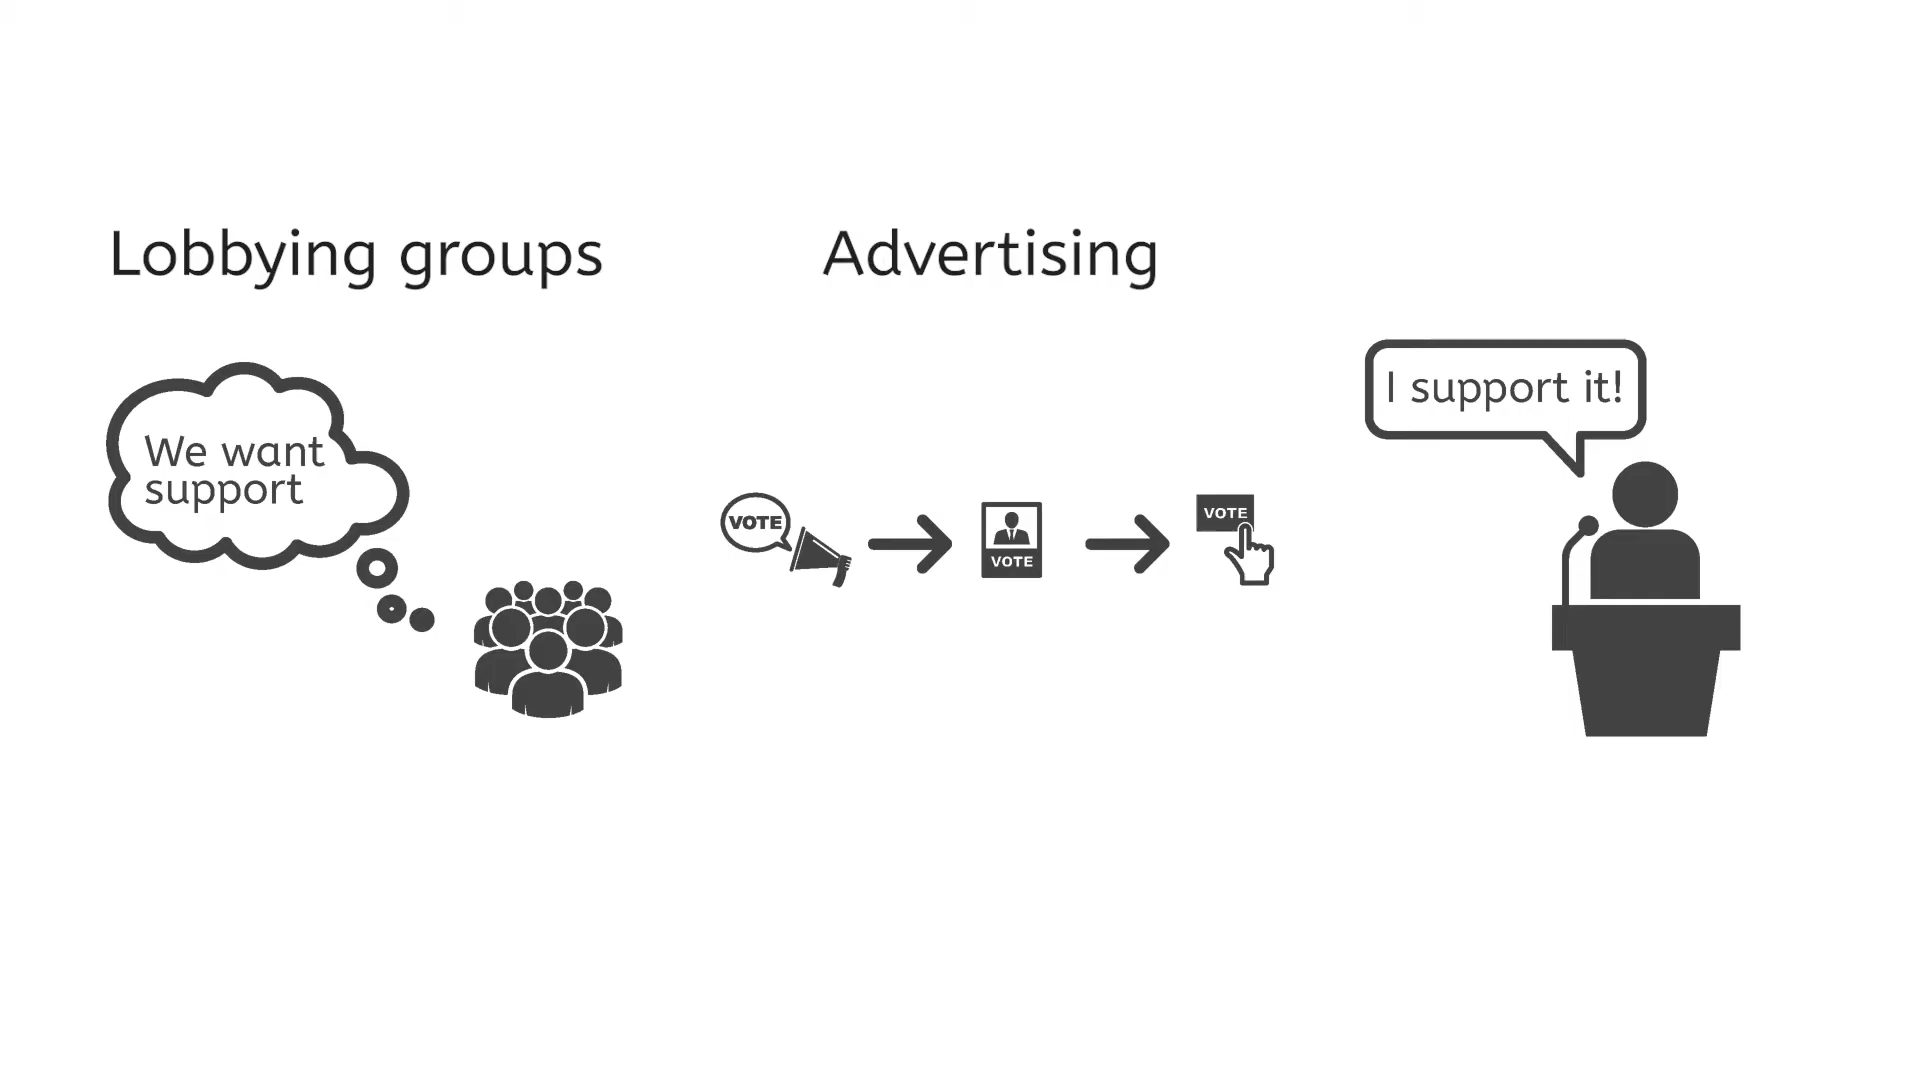 Lobbying groups
Advertising
We want
support
VOTE
VOTE
VOTE
I support it!